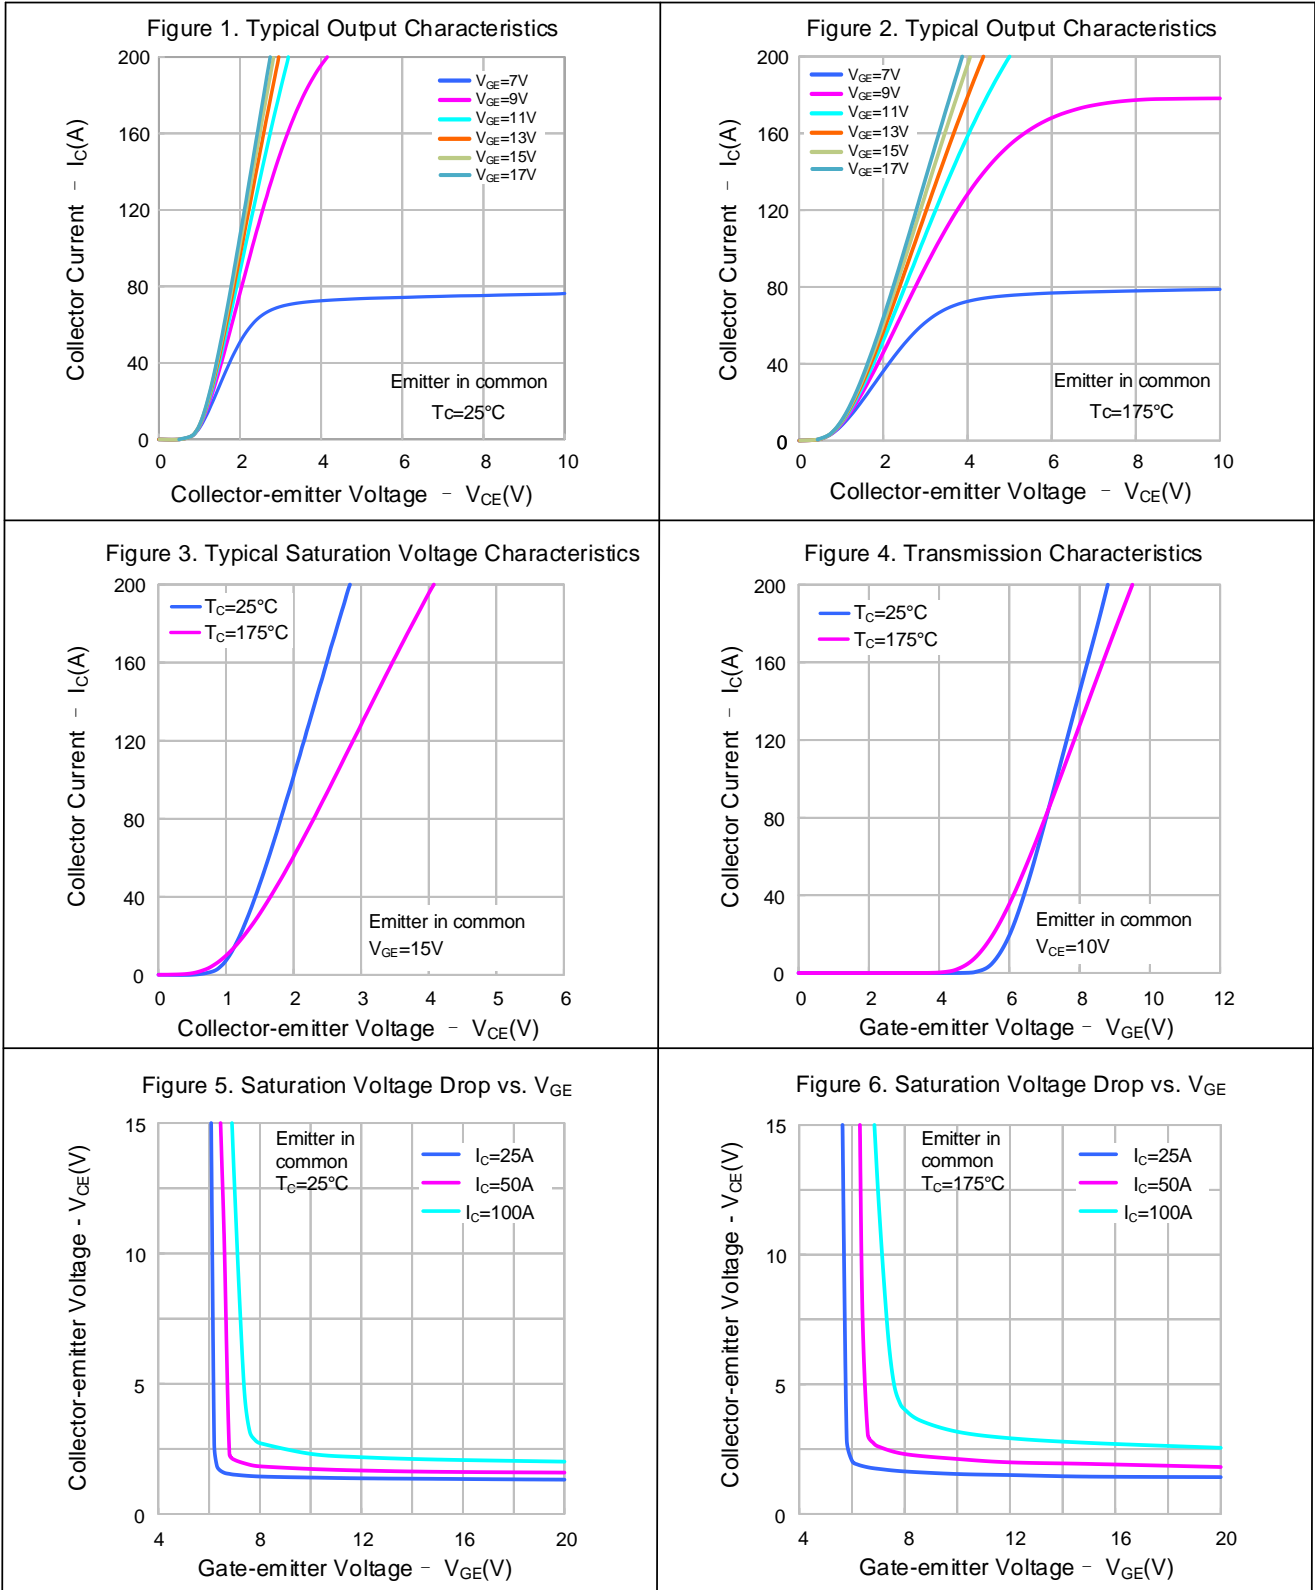 Figure 1. Typical Output Characteristics
Collector Current – IC(A)
200
160
120
80
40
0
VGE=7V
VGE=9V
VGE=11V
VGE=13V
VGE=15V
VGE=17V
Emitter in common
Tc=25°C
0 2 4 6 8 10
Collector-emitter Voltage – VCE(V)
Figure 2. Typical Output Characteristics
Collector Current – IC(A)
200
160
120
80
40
0
VGE=7V
VGE=9V
VGE=11V
VGE=13V
VGE=15V
VGE=17V
Emitter in common
Tc=175°C
0 2 4 6 8 10
Collector-emitter Voltage – VCE(V)
Figure 3. Typical Saturation Voltage Characteristics
Collector Current – IC(A)
200
160
120
80
40
0
TC=25°C
TC=175°C
Emitter in common
VGE=15V
0 1 2 3 4 5 6
Collector-emitter Voltage – VCE(V)
Figure 4. Transmission Characteristics
Collector Current – IC(A)
200
160
120
80
40
0
TC=25°C
TC=175°C
Emitter in common
VCE=10V
0 2 4 6 8 10 12
Gate-emitter Voltage – VGE(V)
Figure 5. Saturation Voltage Drop vs. VGE
Collector-emitter Voltage - VCE(V)
15
10
5
0
Emitter in
common
TC=25°C
IC=25A
IC=50A
IC=100A
4 8 12 16 20
Gate-emitter Voltage – VGE(V)
Figure 6. Saturation Voltage Drop vs. VGE
Collector-emitter Voltage - VCE(V)
15
10
5
0
Emitter in
common
TC=175°C
IC=25A
IC=50A
IC=100A
4 8 12 16 20
Gate-emitter Voltage – VGE(V)